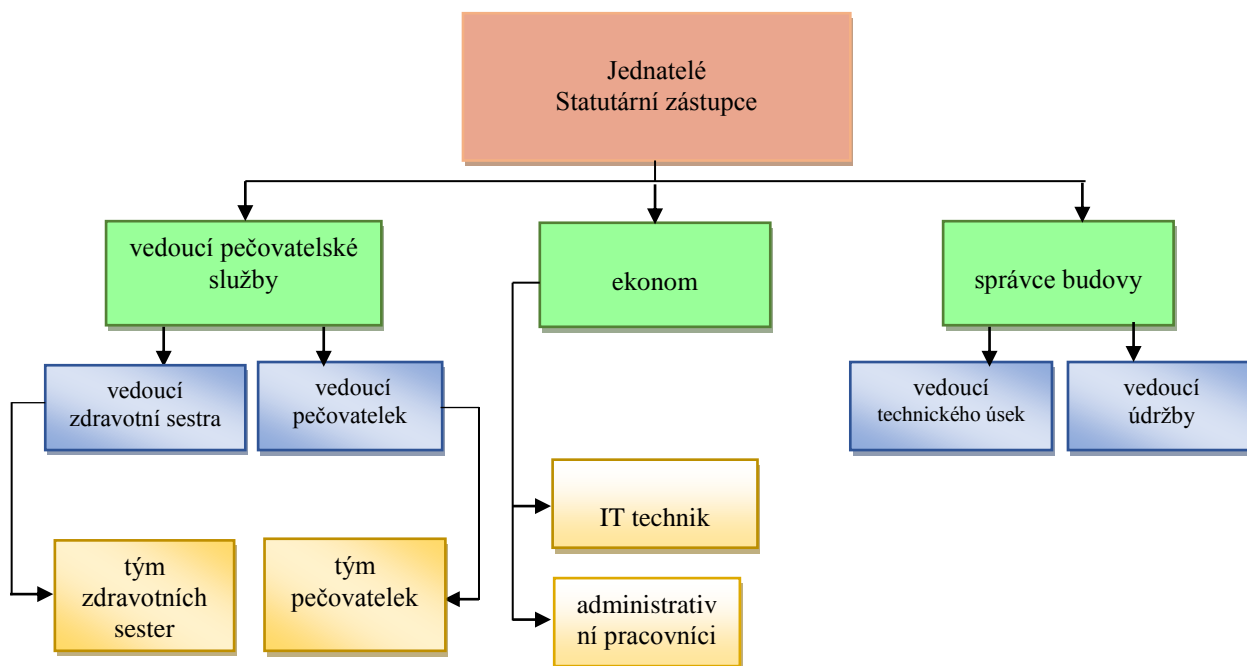 Jednatelé
Statutární zástupce
vedoucí pečovatelské
služby
ekonom
správce budovy
vedoucí
zdravotní sestra
vedoucí
pečovatelek
vedoucí
technického úsek
vedoucí
údržby
IT technik
tým
zdravotních
sester
tým
pečovatelek
administrativ
ní pracovníci